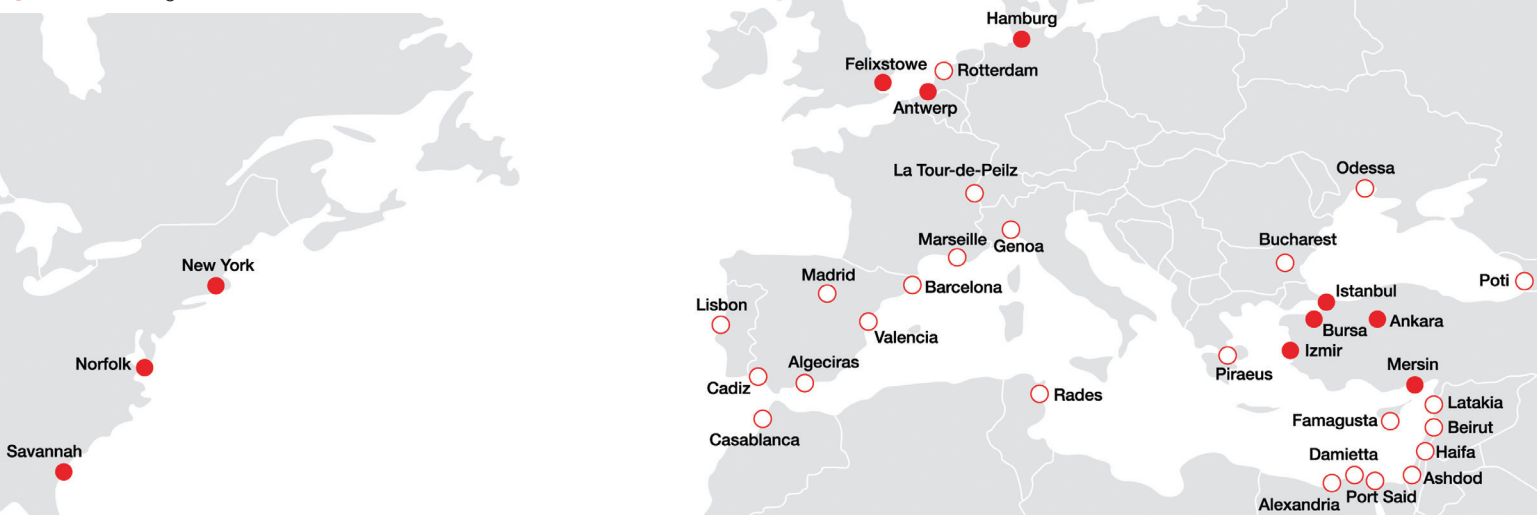 Hamburg
Felixstowe
Rotterdam
Antwerp
La Tour-de-Peilz
Odessa
Marseille
Genoa
Bucharest
New York
Madrid
Barcelona
Poti
Istanbul
Lisbon
Valencia
Bursa
Ankara
Izmir
Norfolk
Algeciras
Piraeus
Mersin
Cadiz
Rades
Latakia
Casablanca
Famagusta
Beirut
Savannah
Damietta
Haifa
Ashdod
Alexandria
Port Said